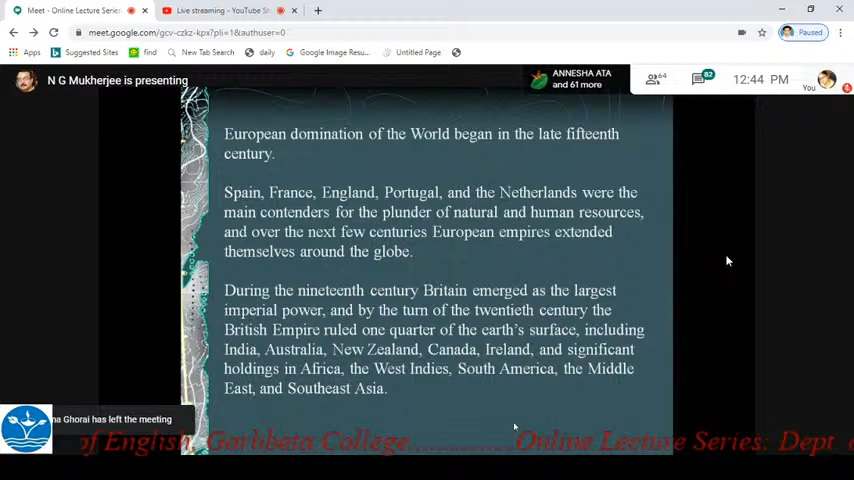 Meet - Online Lecture Series
Live streaming - YouTube St
meet.google.com/gcv-czkz-kpx?pli=1&authuser=0
Paused
Apps
Suggested Sites
find
New Tab Search
daily
Google Image Resu...
Untitled Page
N G Mukherjee is presenting
ANNESHA ATA
and 61 more
64
82
12:44 PM
You
European domination of the World began in the late fifteenth
century.
Spain, France, England, Portugal, and the Netherlands were the
main contenders for the plunder of natural and human resources,
and over the next few centuries European empires extended
themselves around the globe.
During the nineteenth century Britain emerged as the largest
imperial power, and by the turn of the twentieth century the
British Empire ruled one quarter of the earth's surface, including
India, Australia, New Zealand, Canada, Ireland, and significant
holdings in Africa, the West Indies, South America, the Middle
East, and Southeast Asia.
na Ghorai has left the meeting
of English, Garhbeta College..............Online Lecture Series: Dept